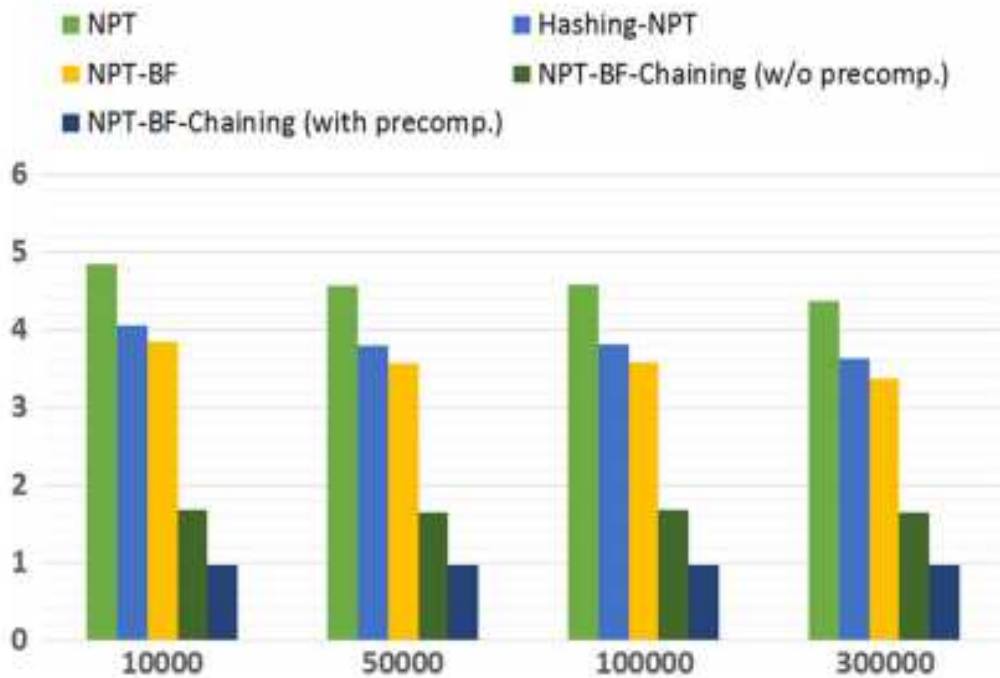 NPT Hashing-NPT
NPT-BF NPT-BF-Chaining (w/o precomp.)
NPT-BF-Chaining (with precomp.)
6
5
4
3
2
1
0
10000 50000 100000 300000